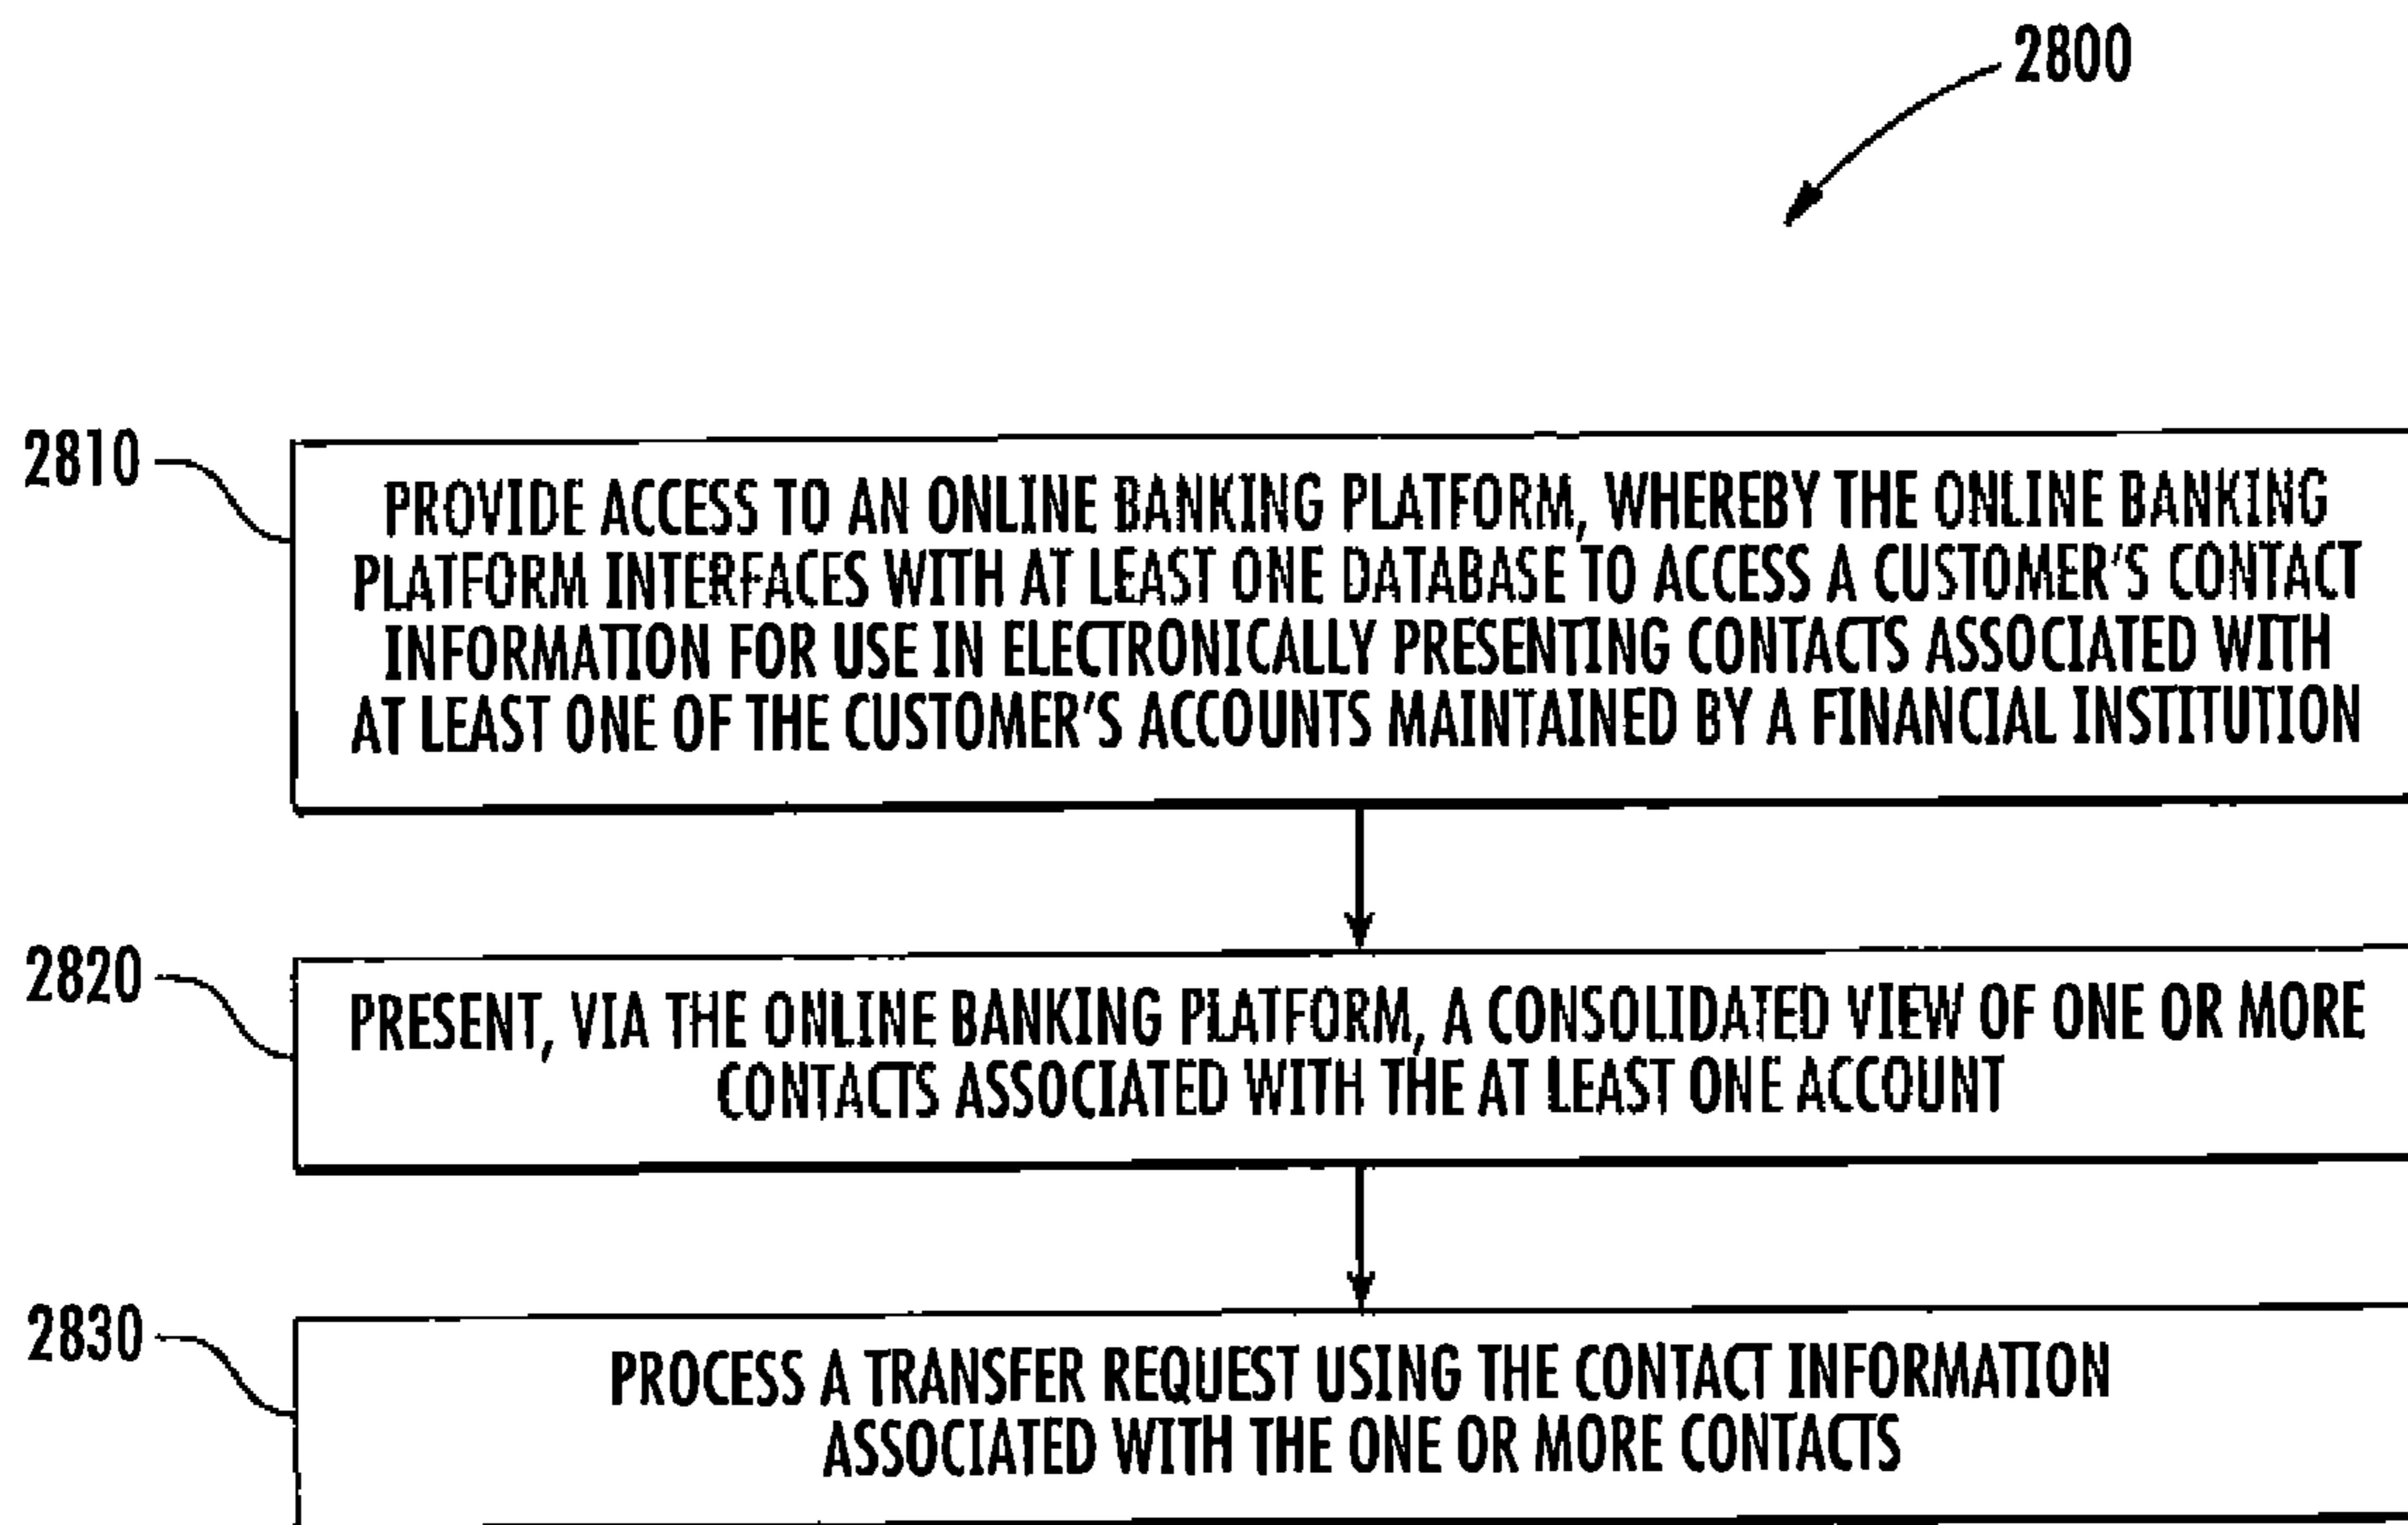 2800
2810
PROVIDE ACCESS TO AN ONLINE BANKING PLATFORM, WHEREBY THE ONLINE BANKING
PLATFORM INTERFACES WITH AT LEAST ONE DATABASE TO ACCESS A CUSTOMER'S CONTACT
INFORMATION FOR USE IN ELECTRONICALLY PRESENTING CONTACTS ASSOCIATED WITH
AT LEAST ONE OF THE CUSTOMER'S ACCOUNTS MAINTAINED BY A FINANCIAL INSTITUTION
2820
PRESENT, VIA THE ONLINE BANKING PLATFORM, A CONSOLIDATED VIEW OF ONE OR MORE
CONTACTS ASSOCIATED WITH THE AT LEAST ONE ACCOUNT
2830
PROCESS A TRANSFER REQUEST USING THE CONTACT INFORMATION
ASSOCIATED WITH THE ONE OR MORE CONTACTS